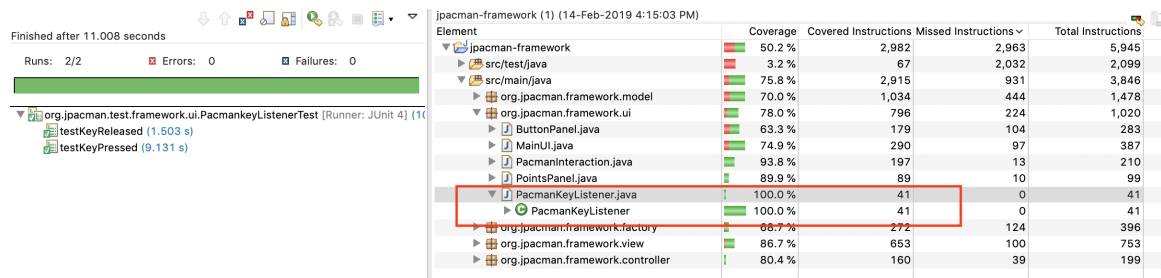 Finished after 11.008 seconds
Runs: 2/2 Errors: 0 Failures: 0
org.jpacman.test.framework.ui.PacmankeyListenerTest [Runner: JUnit 4] (10
testKeyReleased (1.503 s)
testKeyPressed (9.131 s)
jpacman-framework (1) (14-Feb-2019 4:15:03 PM)
Element Coverage Covered Instructions Missed Instructions Total Instructions
jpacman-framework 50.2 % 2,982 2,963 5,945
src/test/java 3.2 % 67 2,032 2,099
src/main/java 75.8 % 2,915 931 3,846
org.jpacman.framework.model 70.0 % 1,034 444 1,478
org.jpacman.framework.ui 78.0 % 796 224 1,020
ButtonPanel.java 63.3 % 179 104 283
MainUI.java 74.9 % 290 97 387
PacmanInteraction.java 93.8 % 197 13 210
PointsPanel.java 89.9 % 89 10 99
PacmanKeyListener.java 100.0 % 41 0 41
PacmanKeyListener 100.0 % 41 0 41
org.jpacman.framework.factory 68.7 % 272 124 396
org.jpacman.framework.view 86.7 % 653 100 753
org.jpacman.framework.controller 80.4 % 160 39 199